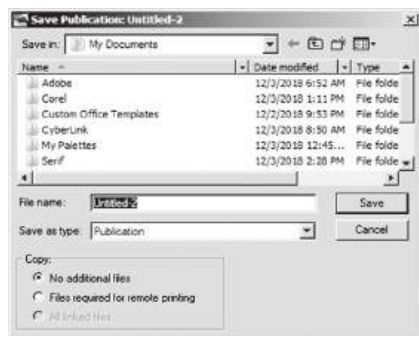 Save Publication: Untitled-2
Save in: My Documents
Name Date modified Type
Adobe 12/3/2018 6:52 AM File folde
Corel 12/3/2018 1:11 PM File folde
Custom Office Templates 12/2/2018 9:53 PM File folde
CyberLink 12/3/2018 8:50 AM File folde
My Palettes 12/3/2018 12:45... File folde
Serif 12/3/2018 2:28 PM File folde
File name: Untitled-2 Save
Save as type: Publication Cancel
Copy:
No additional files
Files required for remote printing
All linked files